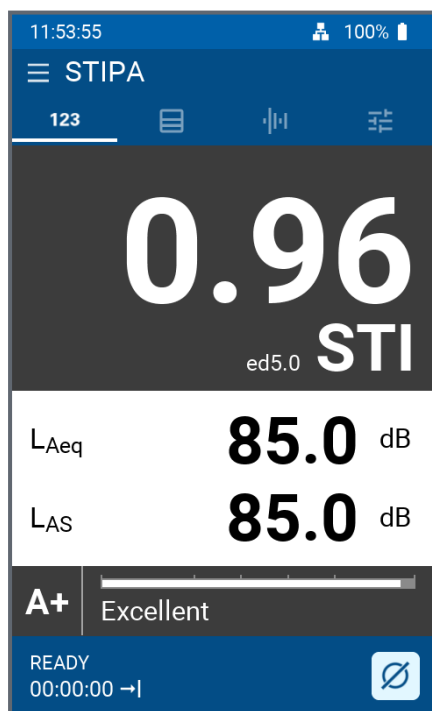 11:53:55 100%
STIPA
123
0.96
ed5.0 STI
LAeq 85.0 dB
LAS 85.0 dB
A+ Excellent
READY
00:00:00